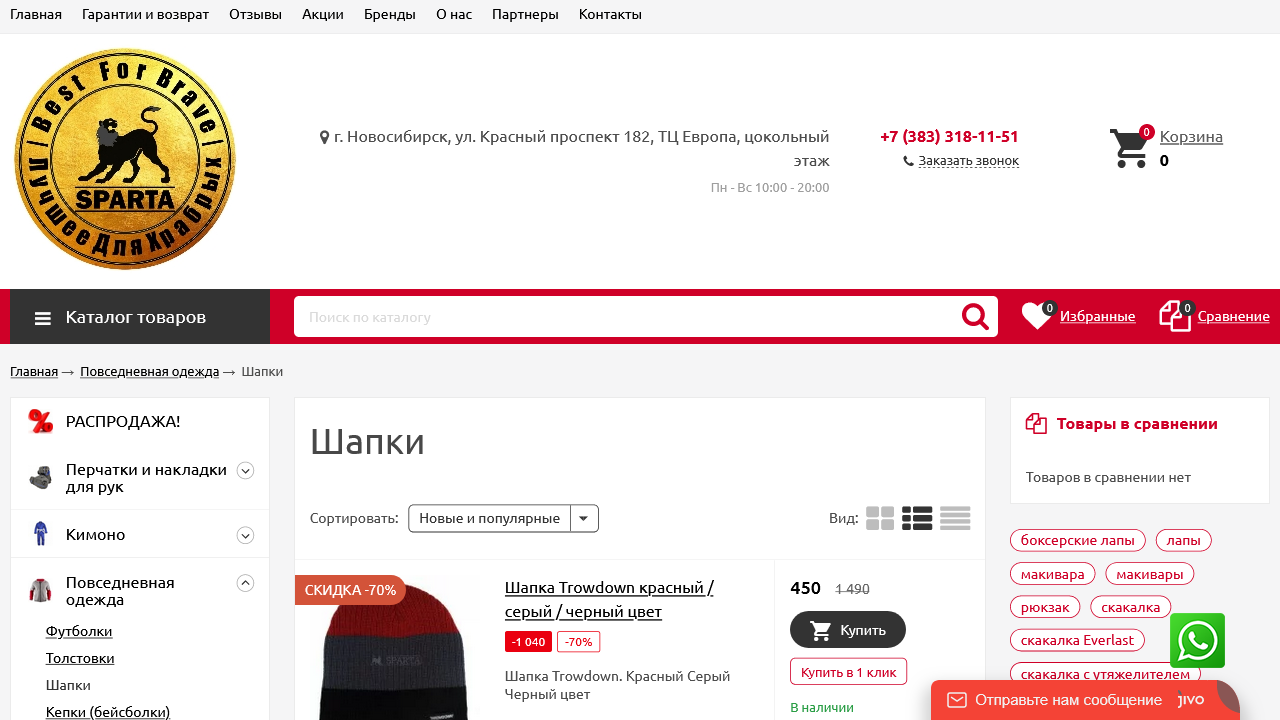 Главная Гарантии и возврат Отзывы Акции Бренды О нас Партнеры Контакты
| Best For Brave |
SPARTA
Лучшее Для Храбрых
г. Новосибирск, ул. Красный проспект 182, ТЦ Европа, цокольный
этаж
Пн - Вс 10:00 - 20:00
+7 (383) 318-11-51
Заказать звонок
0
Корзина
0
Каталог товаров
Поиск по каталогу
0
Избранные
0
Сравнение
Главная → Повседневная одежда → Шапки
РАСПРОДАЖА!
Перчатки и накладки
для рук
Кимоно
Повседневная
одежда
Футболки
Толстовки
Шапки
Кепки (бейсболки)
Шапки
Сортировать: Новые и популярные
Вид:
СКИДКА -70%
SPARTA
Шапка Trowdown красный /
серый / черный цвет
-1 040 -70%
Шапка Trowdown. Красный Серый
Черный цвет
450 1 490
Купить
Купить в 1 клик
В наличии
Товары в сравнении
Товаров в сравнении нет
боксерские лапы лапы
макивара макивары
рюкзак скакалка
скакалка Everlast
скакалка с утяжелителем
Отправьте нам сообщение jivo